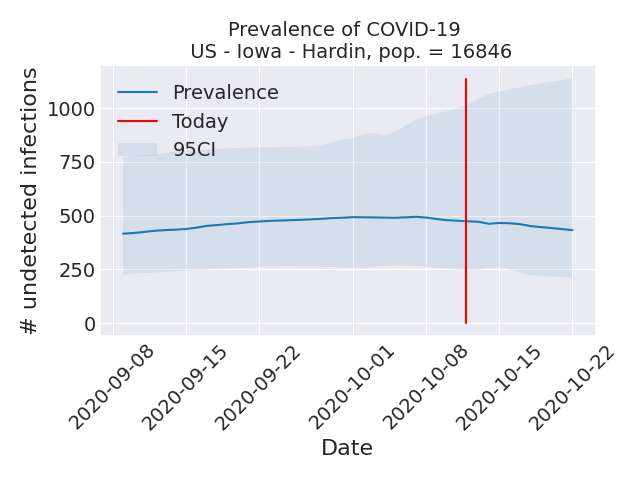 Prevalence of COVID-19
US - Iowa - Hardin, pop. = 16846
# undetected infections
1000
750
500
250
0
Prevalence
Today
95CI
2020-09-08
2020-09-15
2020-09-22
2020-10-01
2020-10-08
2020-10-15
2020-10-22
Date